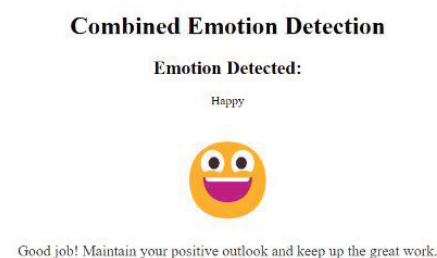 Combined Emotion Detection
Emotion Detected:
Happy
Good job! Maintain your positive outlook and keep up the great work.